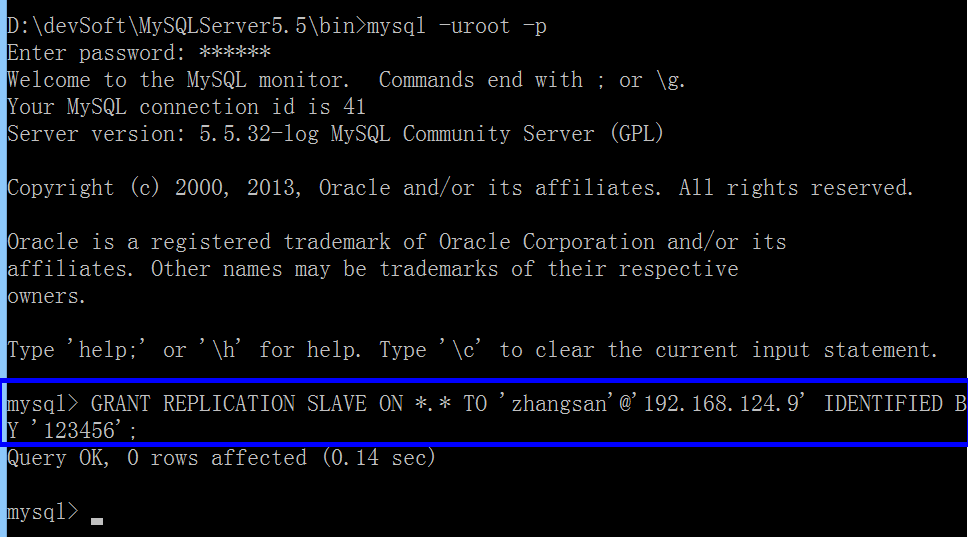 D:\devSoft\MySQLServer5.5\bin>mysql -uroot -p
Enter password: ******
Welcome to the MySQL monitor.  Commands end with ; or \g.
Your MySQL connection id is 41
Server version: 5.5.32-log MySQL Community Server (GPL)
Copyright (c) 2000, 2013, Oracle and/or its affiliates. All rights reserved.
Oracle is a registered trademark of Oracle Corporation and/or its
affiliates. Other names may be trademarks of their respective
owners.
Type 'help;' or '\h' for help. Type '\c' to clear the current input statement.
mysql> GRANT REPLICATION SLAVE ON *.* TO 'zhangsan'@'192.168.124.9' IDENTIFIED B
Y '123456';
Query OK, 0 rows affected (0.14 sec)
mysql>